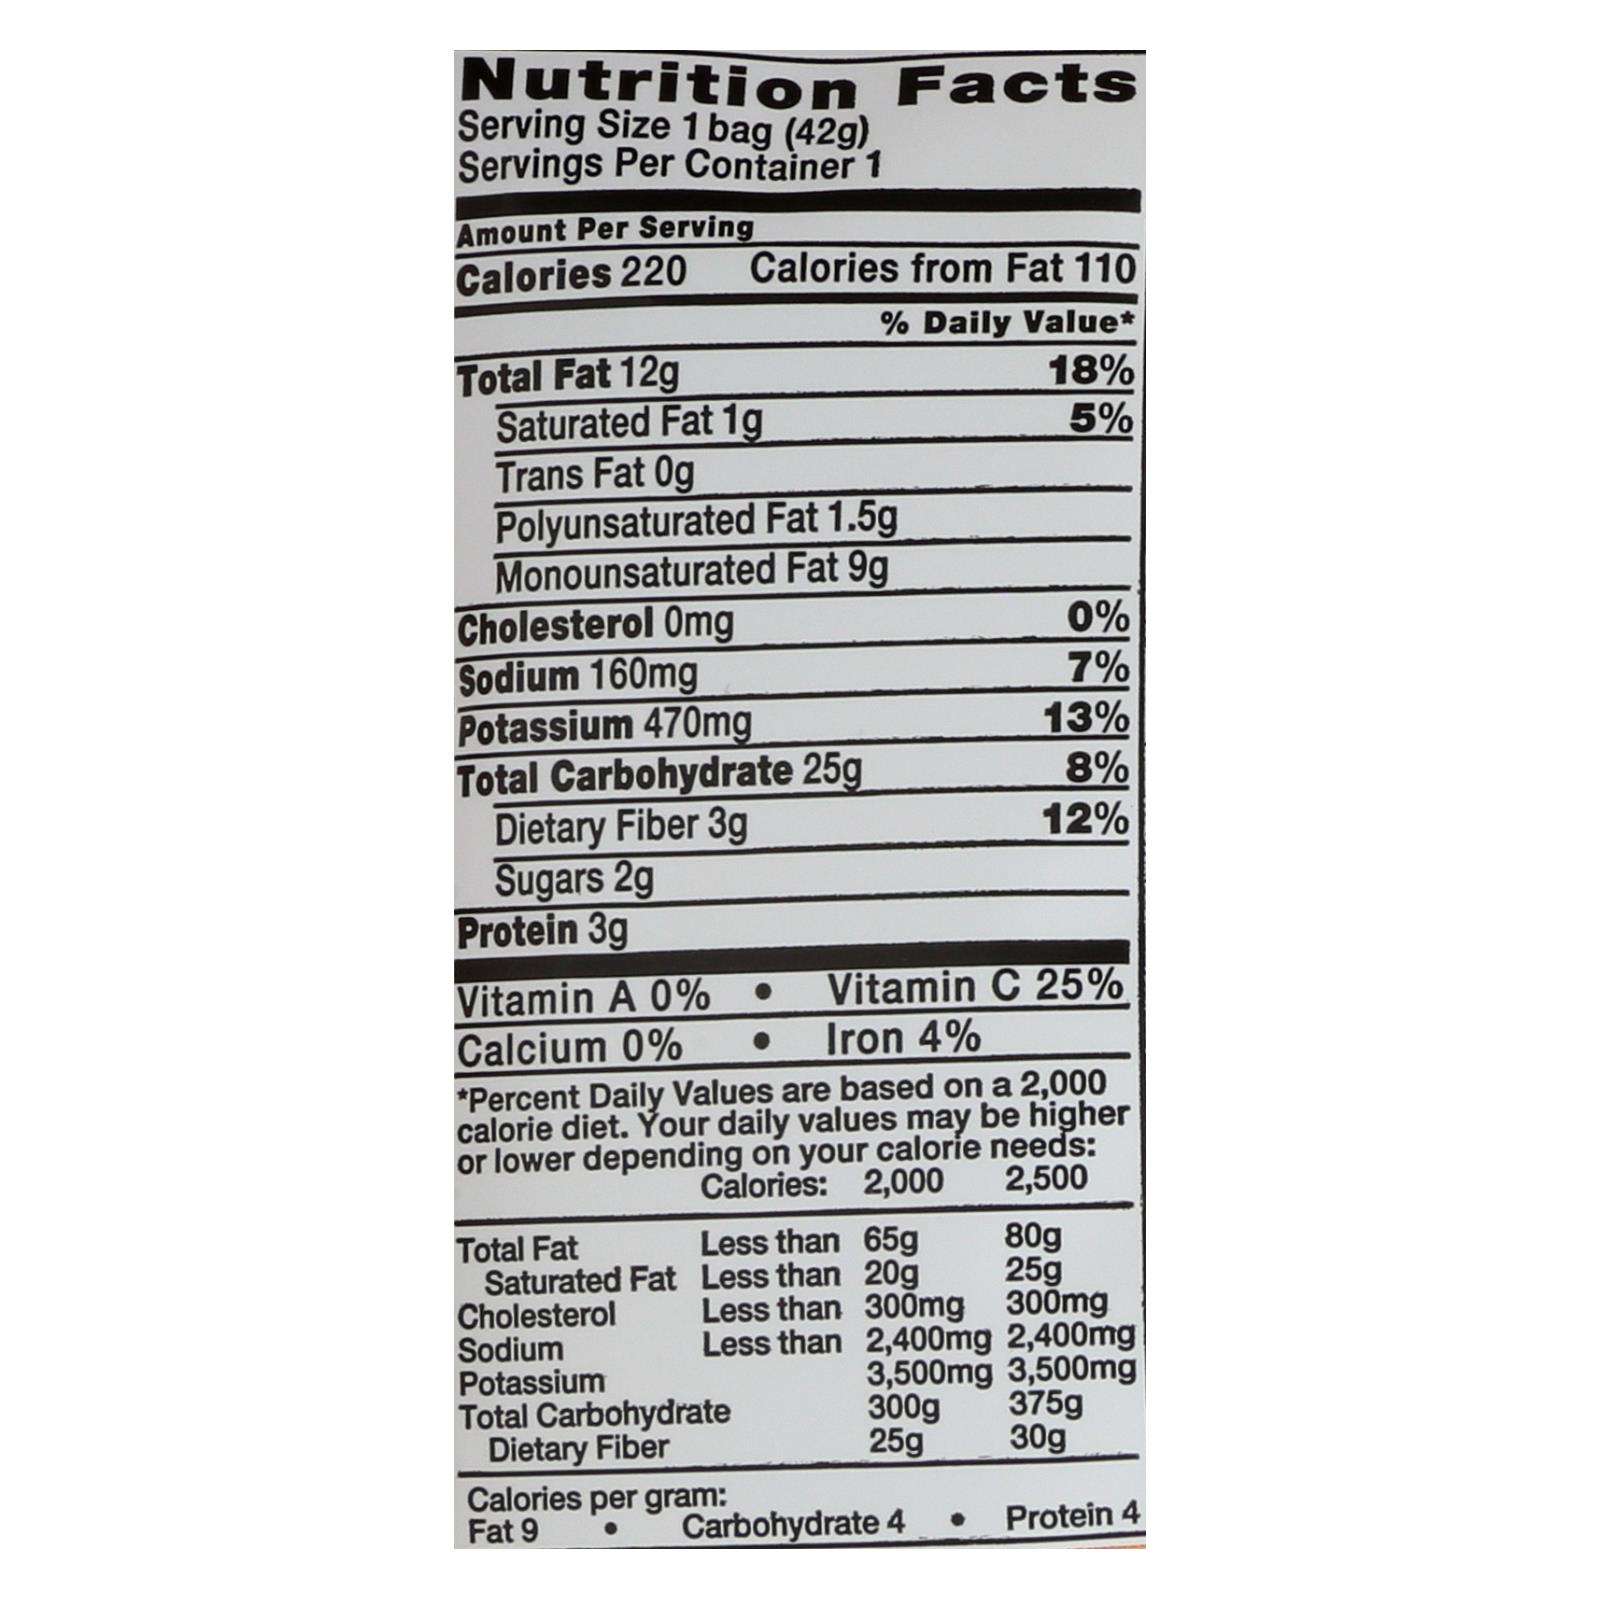 Nutrition Facts
Serving Size 1 bag (42g)
Servings Per Container 1
Amount Per Serving
Calories 220 Calories from Fat 110
% Daily Value*
Total Fat 12g 18%
Saturated Fat 1g 5%
Trans Fat 0g
Polyunsaturated Fat 1.5g
Monounsaturated Fat 9g
Cholesterol 0mg 0%
Sodium 160mg 7%
Potassium 470mg 13%
Total Carbohydrate 25g 8%
Dietary Fiber 3g 12%
Sugars 2g
Protein 3g
Vitamin A 0% • Vitamin C 25%
Calcium 0% • Iron 4%
*Percent Daily Values are based on a 2,000
calorie diet. Your daily values may be higher
or lower depending on your calorie needs:
Calories: 2,000 2,500
Total Fat Less than 65g 80g
Saturated Fat Less than 20g 25g
Cholesterol Less than 300mg 300mg
Sodium Less than 2,400mg 2,400mg
Potassium 3,500mg 3,500mg
Total Carbohydrate 300g 375g
Dietary Fiber 25g 30g
Calories per gram:
Fat 9 • Carbohydrate 4 • Protein 4